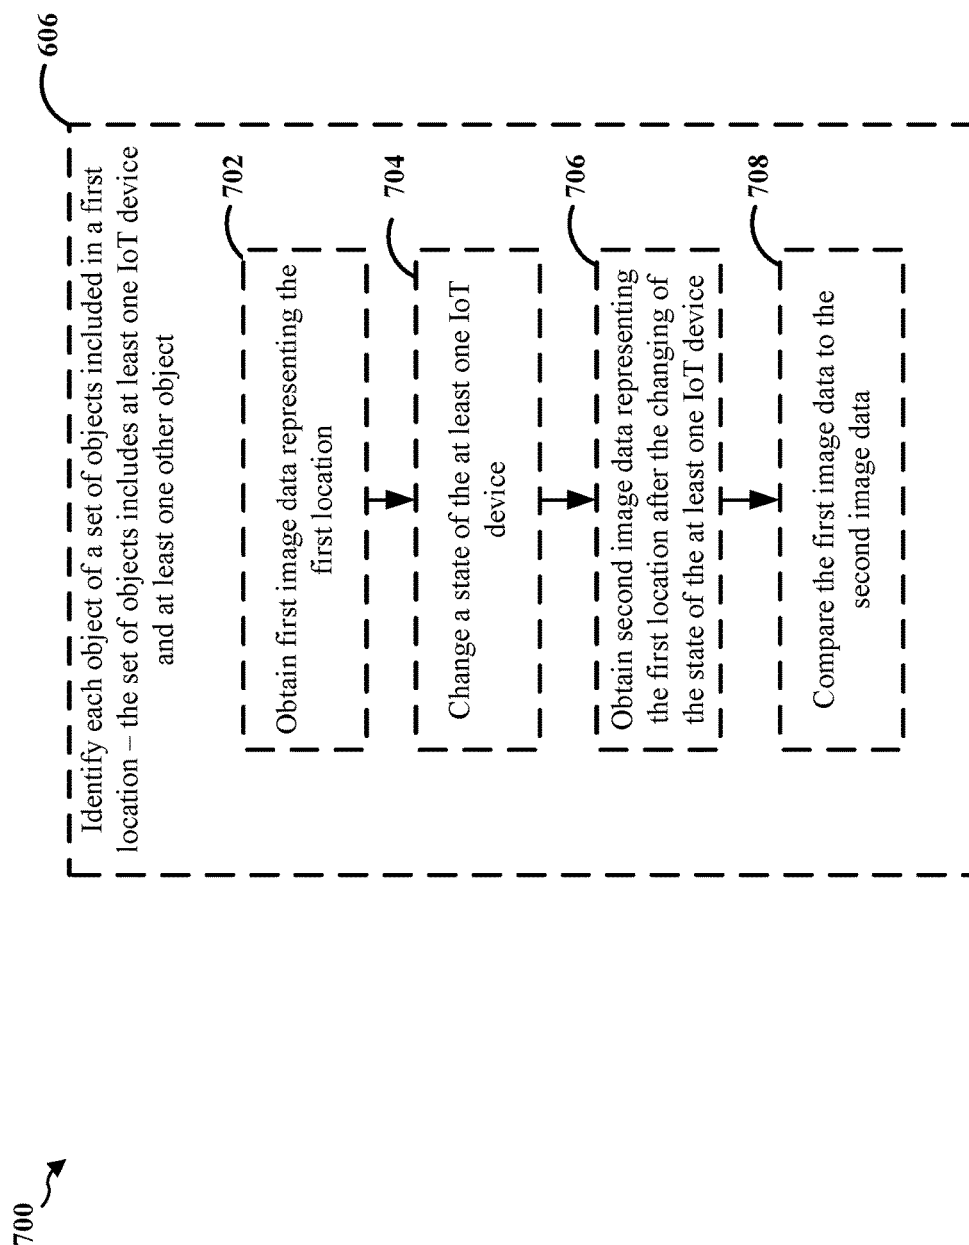 700
606
Identify each object of a set of objects included in a first
location – the set of objects includes at least one IoT device
and at least one other object
702
Obtain first image data representing the
first location
704
Change a state of the at least one IoT
device
706
Obtain second image data representing
the first location after the changing of
the state of the at least one IoT device
708
Compare the first image data to the
second image data